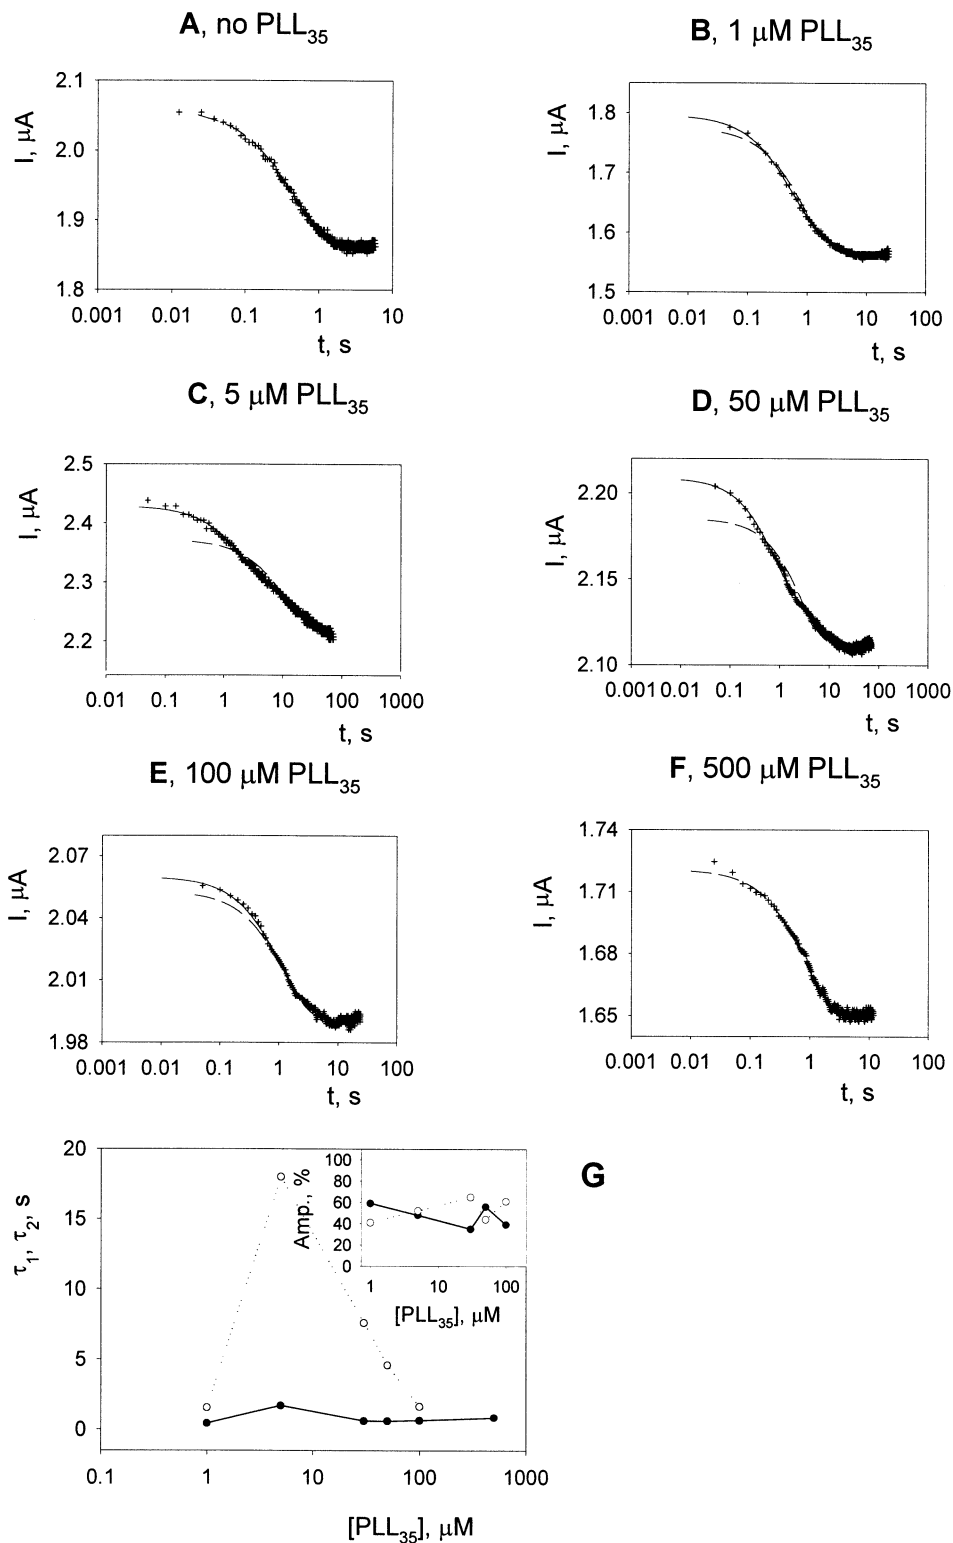 A, no PLL35
2.1
2.0
1.9
1.8
I, μA
0.001 0.01 0.1 1 10
t, s
B, 1 μM PLL35
1.8
1.7
1.6
1.5
I, μA
0.001 0.01 0.1 1 10 100
t, s
C, 5 μM PLL35
2.5
2.4
2.3
2.2
I, μA
0.01 0.1 1 10 100 1000
t, s
D, 50 μM PLL35
2.20
2.15
2.10
I, μA
0.001 0.01 0.1 1 10 100 1000
t, s
E, 100 μM PLL35
2.07
2.04
2.01
1.98
I, μA
0.001 0.01 0.1 1 10 100
t, s
F, 500 μM PLL35
1.74
1.71
1.68
1.65
I, μA
0.001 0.01 0.1 1 10 100
t, s
G
20
15
10
5
0
τ1, τ2, s
0.1 1 10 100 1000
[PLL35], μM
100
80
60
40
20
0
Amp., %
1 10 100
[PLL35], μM